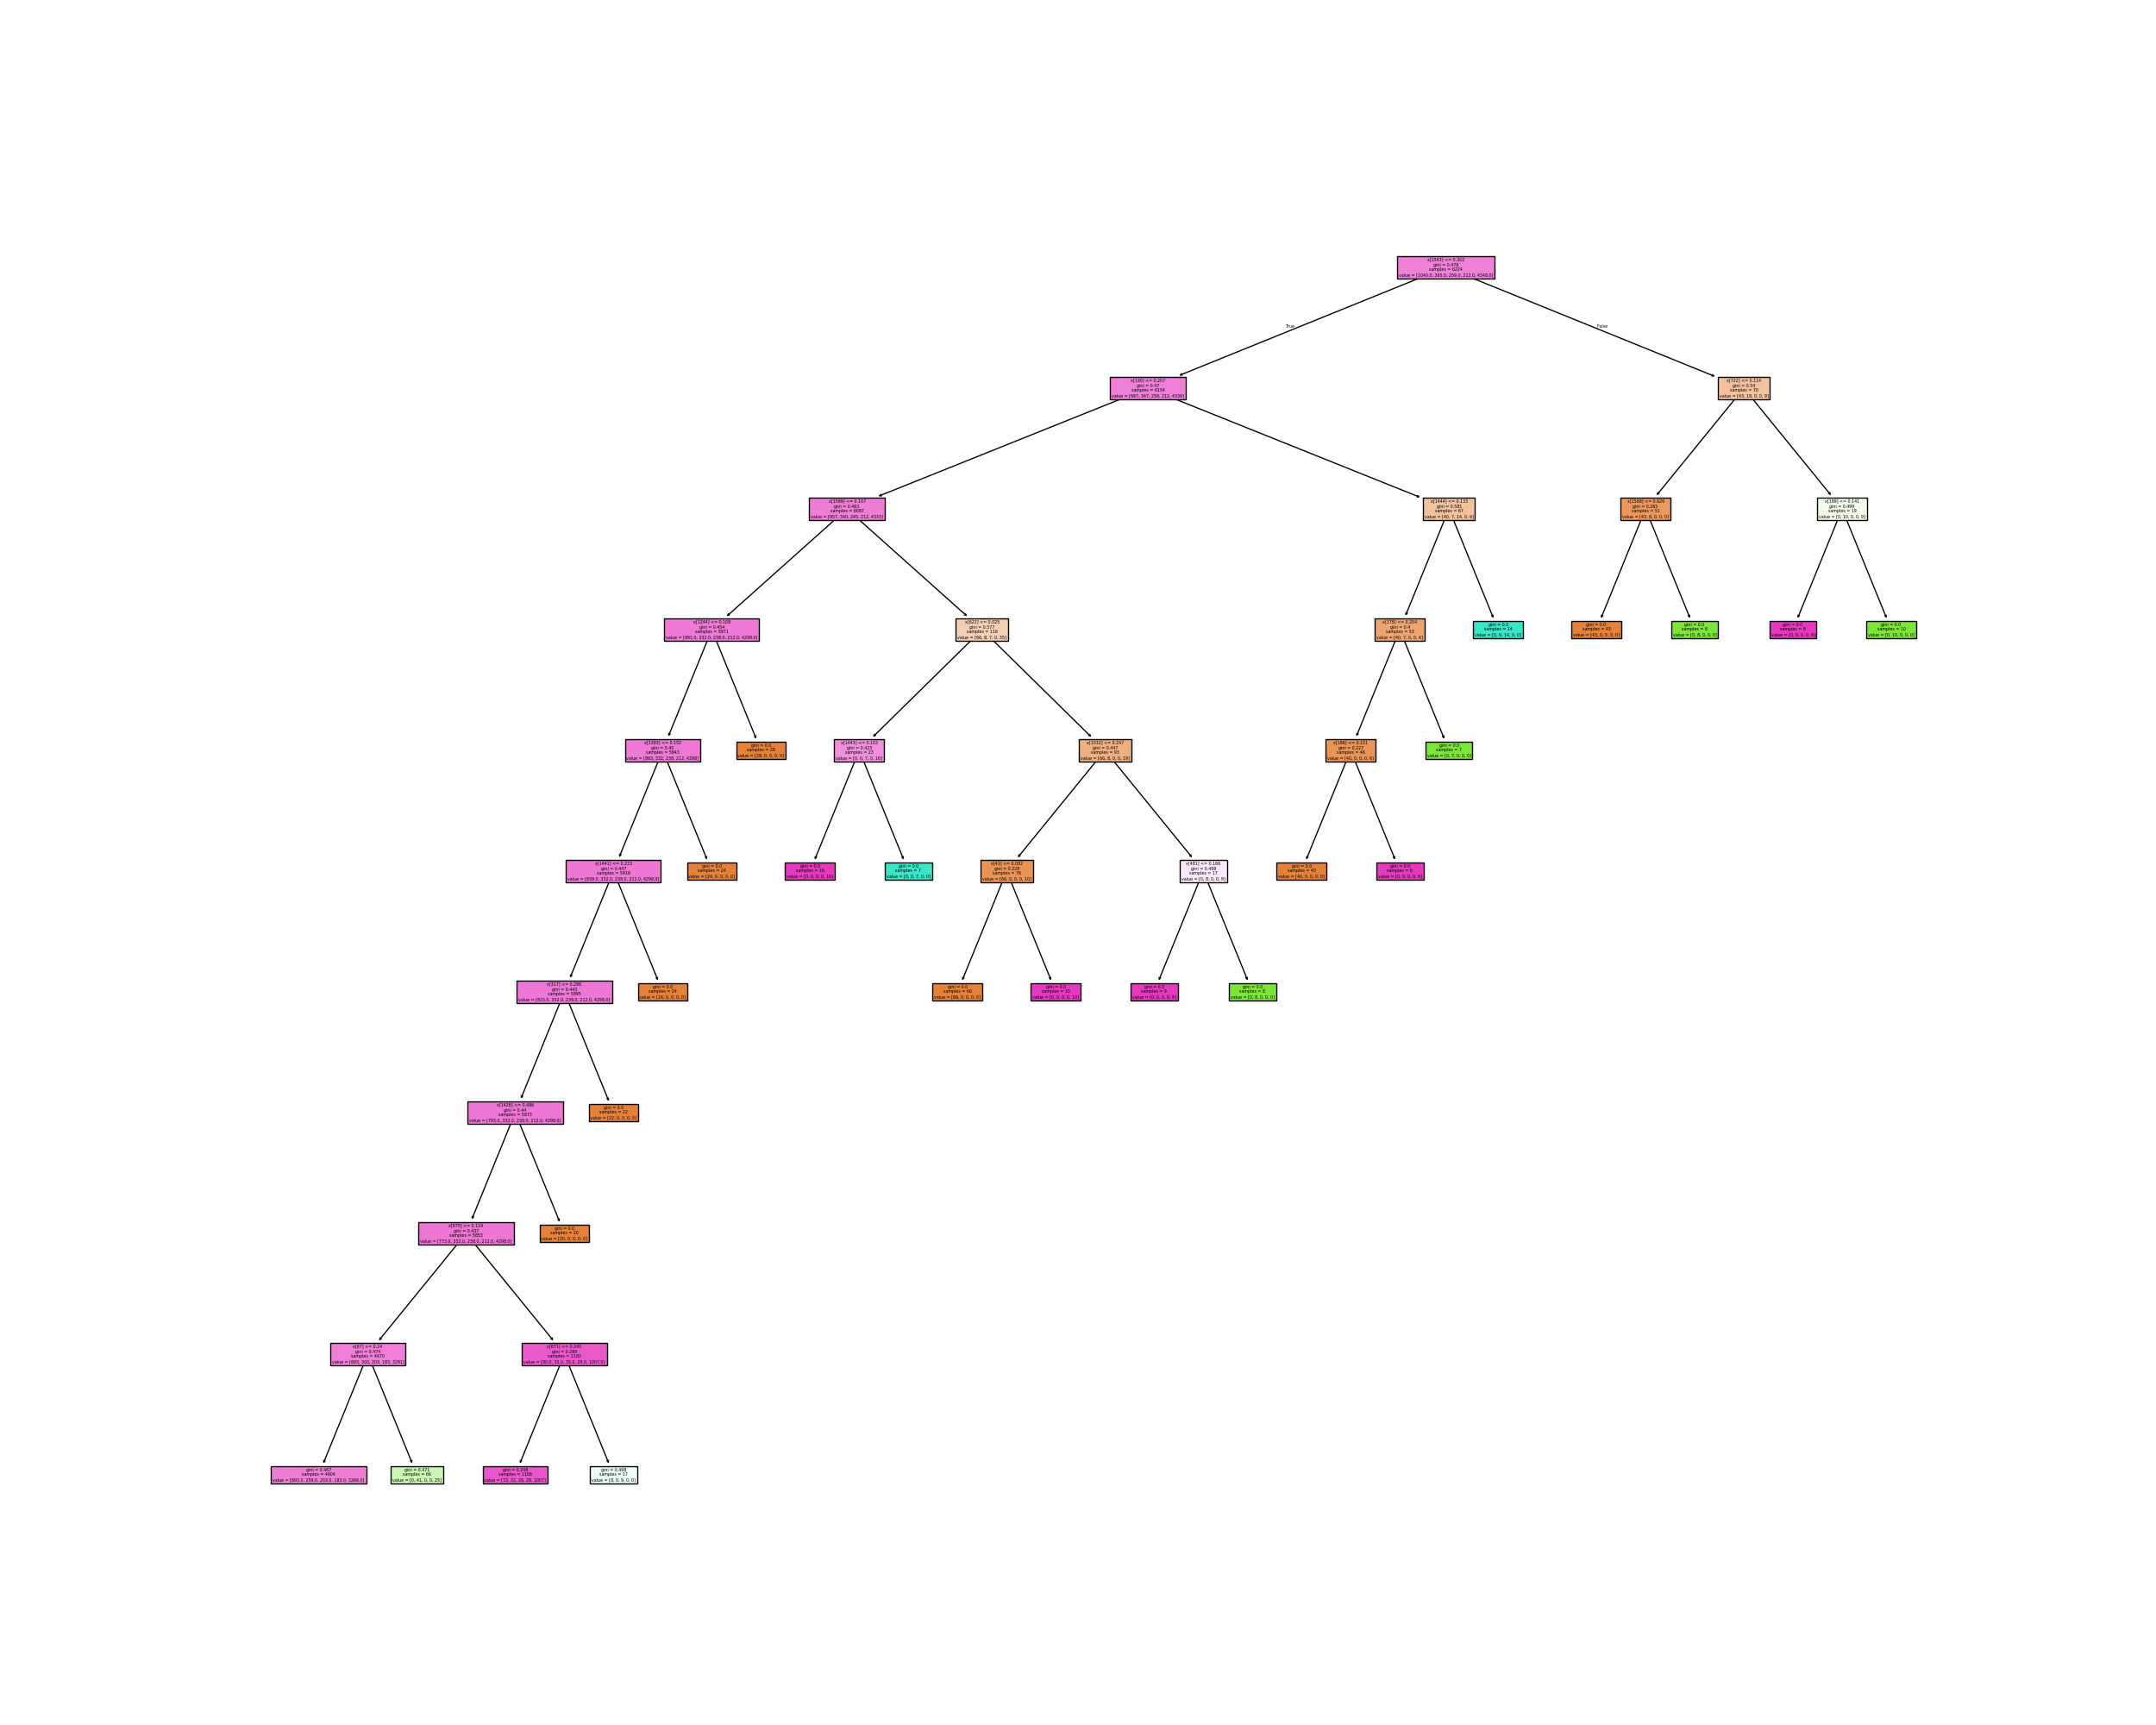 x[1543] <= 0.302
gini = 0.478
samples = 6224
value = [1040.0, 365.0, 259.0, 212.0, 4348.0]
True
False
x[130] <= 0.207
gini = 0.47
samples = 6154
value = [997, 347, 259, 212, 4339]
x[732] <= 0.114
gini = 0.54
samples = 70
value = [43, 18, 0, 0, 9]
x[1589] <= 0.107
gini = 0.463
samples = 6087
value = [957, 340, 245, 212, 4333]
x[1444] <= 0.133
gini = 0.581
samples = 67
value = [40, 7, 14, 0, 6]
x[1568] <= 0.629
gini = 0.265
samples = 51
value = [43, 8, 0, 0, 0]
x[189] <= 0.141
gini = 0.499
samples = 19
value = [0, 10, 0, 0, 9]
x[1244] <= 0.108
gini = 0.454
samples = 5971
value = [891.0, 332.0, 238.0, 212.0, 4298.0]
x[622] <= 0.025
gini = 0.577
samples = 116
value = [66, 8, 7, 0, 35]
x[178] <= 0.204
gini = 0.4
samples = 53
value = [40, 7, 0, 0, 6]
gini = 0.0
samples = 14
value = [0, 0, 14, 0, 0]
gini = 0.0
samples = 43
value = [43, 0, 0, 0, 0]
gini = 0.0
samples = 8
value = [0, 8, 0, 0, 0]
gini = 0.0
samples = 9
value = [0, 0, 0, 0, 9]
gini = 0.0
samples = 10
value = [0, 10, 0, 0, 0]
x[1380] <= 0.152
gini = 0.45
samples = 5943
value = [863, 332, 238, 212, 4298]
gini = 0.0
samples = 28
value = [28, 0, 0, 0, 0]
x[1440] <= 0.103
gini = 0.423
samples = 23
value = [0, 0, 7, 0, 16]
x[1032] <= 0.247
gini = 0.447
samples = 93
value = [66, 8, 0, 0, 19]
x[186] <= 0.151
gini = 0.227
samples = 46
value = [40, 0, 0, 0, 6]
gini = 0.0
samples = 7
value = [0, 7, 0, 0, 0]
x[1441] <= 0.233
gini = 0.447
samples = 5919
value = [839.0, 332.0, 238.0, 212.0, 4298.0]
gini = 0.0
samples = 24
value = [24, 0, 0, 0, 0]
gini = 0.0
samples = 16
value = [0, 0, 0, 0, 16]
gini = 0.0
samples = 7
value = [0, 0, 7, 0, 0]
x[41] <= 0.092
gini = 0.229
samples = 76
value = [66, 0, 0, 0, 10]
x[481] <= 0.166
gini = 0.498
samples = 17
value = [0, 8, 0, 0, 9]
gini = 0.0
samples = 40
value = [40, 0, 0, 0, 0]
gini = 0.0
samples = 6
value = [0, 0, 0, 0, 6]
x[317] <= 0.286
gini = 0.443
samples = 5895
value = [815.0, 332.0, 238.0, 212.0, 4298.0]
gini = 0.0
samples = 24
value = [24, 0, 0, 0, 0]
gini = 0.0
samples = 66
value = [66, 0, 0, 0, 0]
gini = 0.0
samples = 10
value = [0, 0, 0, 0, 10]
gini = 0.0
samples = 9
value = [0, 0, 0, 0, 9]
gini = 0.0
samples = 8
value = [0, 8, 0, 0, 0]
x[1626] <= 0.486
gini = 0.44
samples = 5873
value = [793.0, 332.0, 238.0, 212.0, 4298.0]
gini = 0.0
samples = 22
value = [22, 0, 0, 0, 0]
x[675] <= 0.119
gini = 0.437
samples = 5853
value = [773.0, 332.0, 238.0, 212.0, 4298.0]
gini = 0.0
samples = 20
value = [20, 0, 0, 0, 0]
x[67] <= 0.24
gini = 0.474
samples = 4670
value = [693, 300, 203, 183, 3291]
x[671] <= 0.245
gini = 0.269
samples = 1183
value = [80.0, 32.0, 35.0, 29.0, 1007.0]
gini = 0.467
samples = 4604
value = [693.0, 259.0, 203.0, 183.0, 3266.0]
gini = 0.471
samples = 66
value = [0, 41, 0, 0, 25]
gini = 0.248
samples = 1166
value = [72, 32, 26, 29, 1007]
gini = 0.498
samples = 17
value = [8, 0, 9, 0, 0]